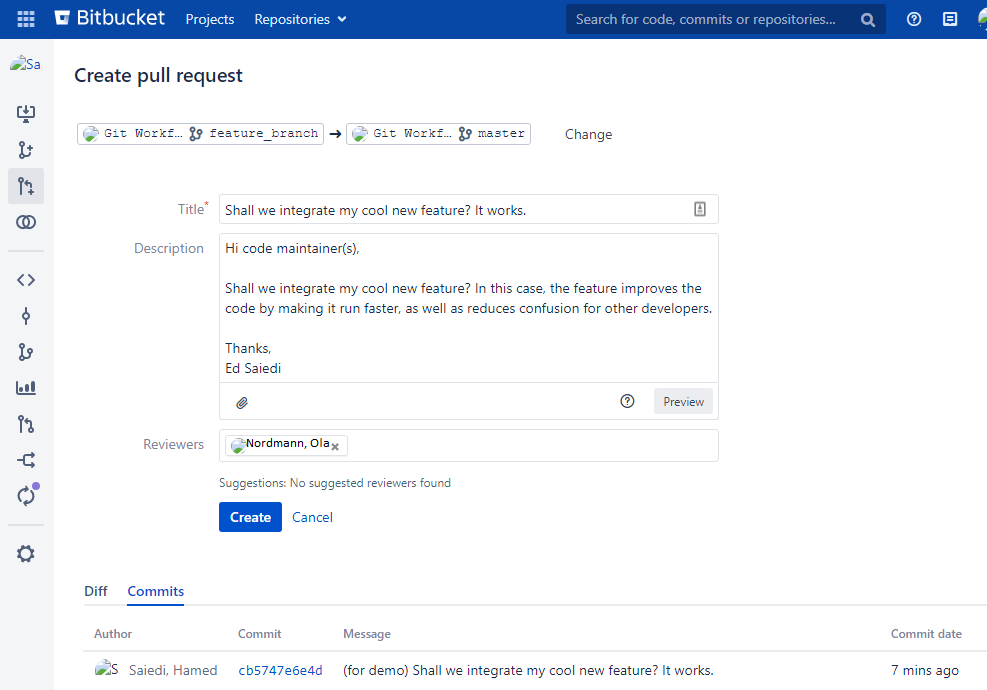 Bitbucket Projects Repositories Search for code, commits or repositories...
Sa
Create pull request
Git Workf... feature_branch → Git Workf... master Change
Title* Shall we integrate my cool new feature? It works.
Description Hi code maintainer(s),
Shall we integrate my cool new feature? In this case, the feature improves the
code by making it run faster, as well as reduces confusion for other developers.
Thanks,
Ed Saiedi
Preview
Reviewers Nordmann, Ola ×
Suggestions: No suggested reviewers found
Create Cancel
Diff Commits
Author Commit Message Commit date
S Saiedi, Hamed cb5747e6e4d (for demo) Shall we integrate my cool new feature? It works. 7 mins ago